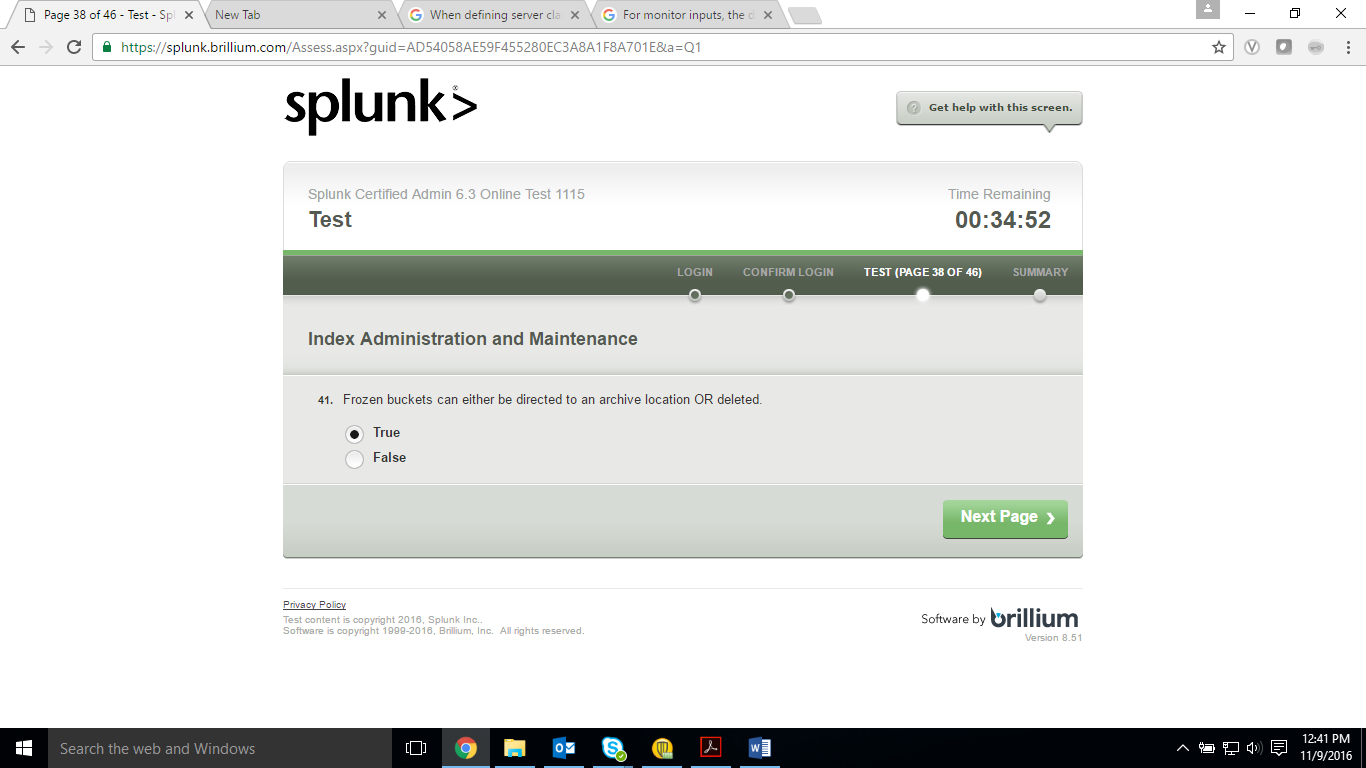 Page 38 of 46 - Test - Sp
New Tab
When defining server cla
For monitor inputs, the d
https://splunk.brillium.com/Assess.aspx?guid=AD54058AE59F455280EC3A8A1F8A701E&a=Q1
splunk>
Get help with this screen.
Splunk Certified Admin 6.3 Online Test 1115
Time Remaining
Test
00:34:52
LOGIN
CONFIRM LOGIN
TEST (PAGE 38 OF 46)
SUMMARY
Index Administration and Maintenance
41. Frozen buckets can either be directed to an archive location OR deleted.
True
False
Next Page
Privacy Policy
Test content is copyright 2016, Splunk Inc..
Software is copyright 1999-2016, Brillium, Inc. All rights reserved.
Software by brillium
Version 8.51
Search the web and Windows
12:41 PM
11/9/2016